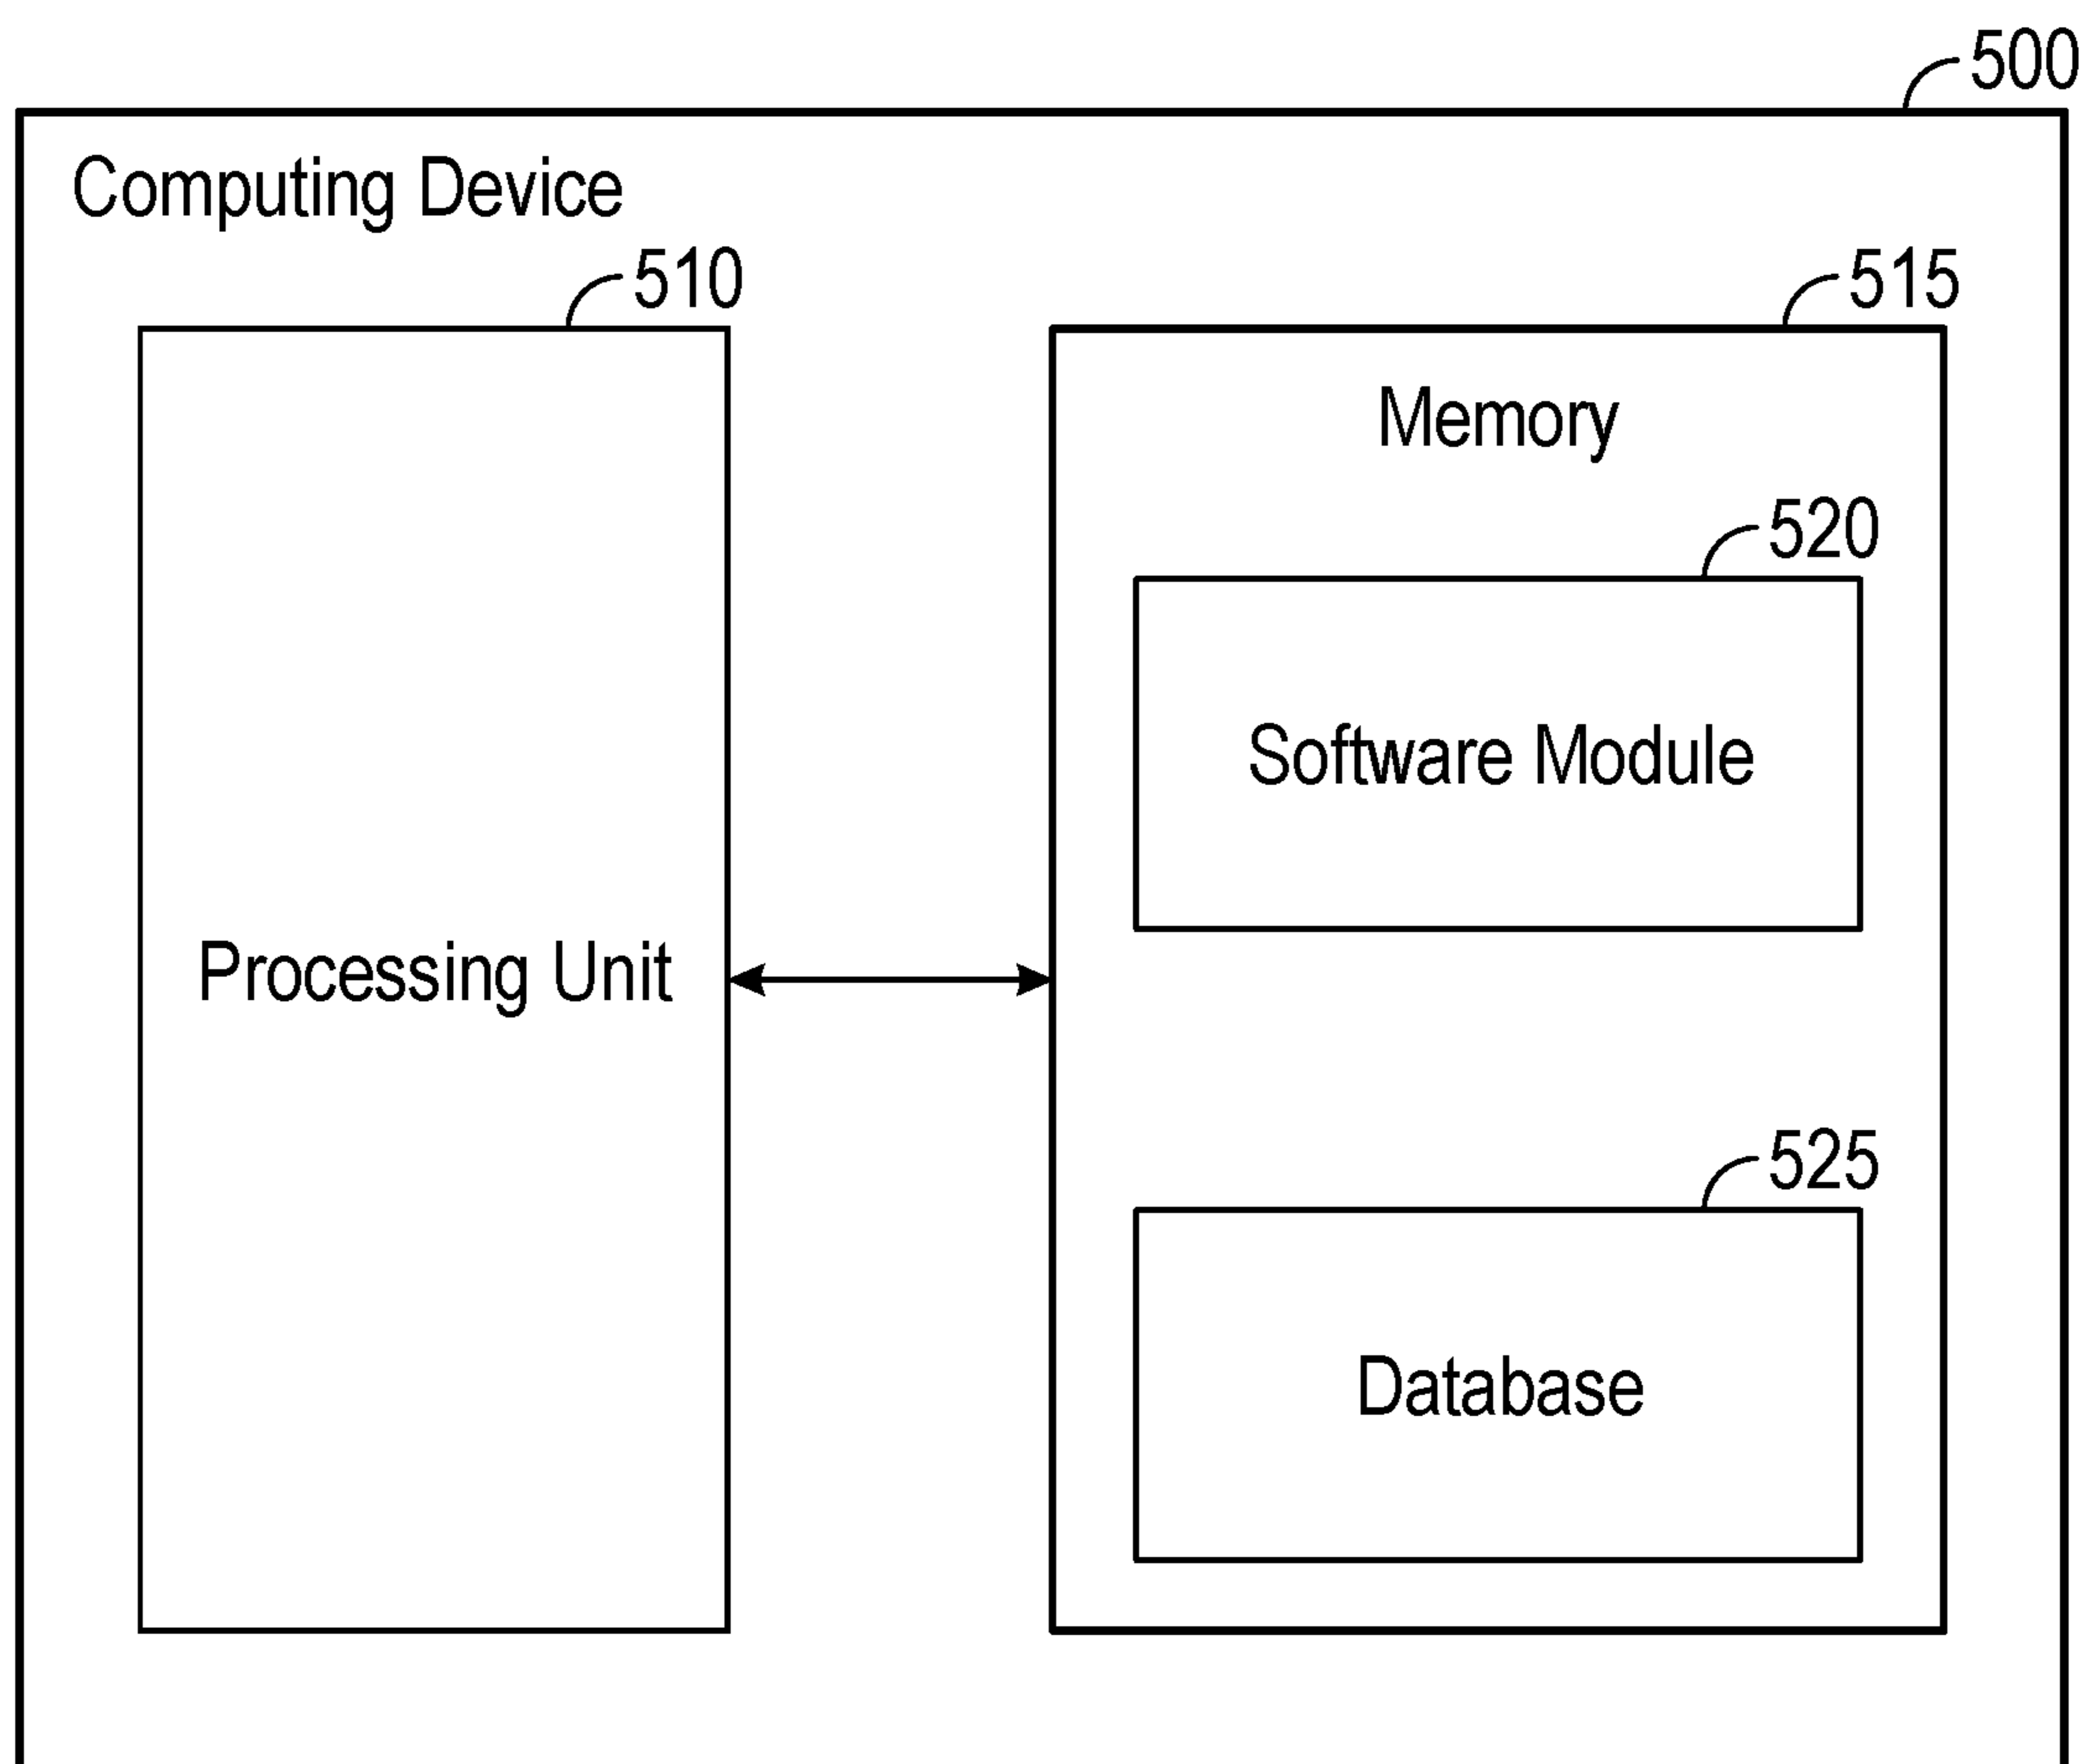 500
Computing Device
510
515
Memory
520
Software Module
Processing Unit
525
Database